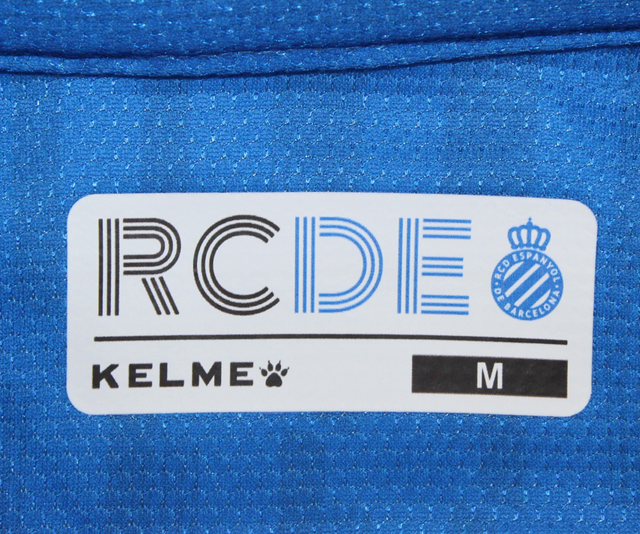 RCDE
RCD ESPANYOL
DE BARCELONA
KELME
M